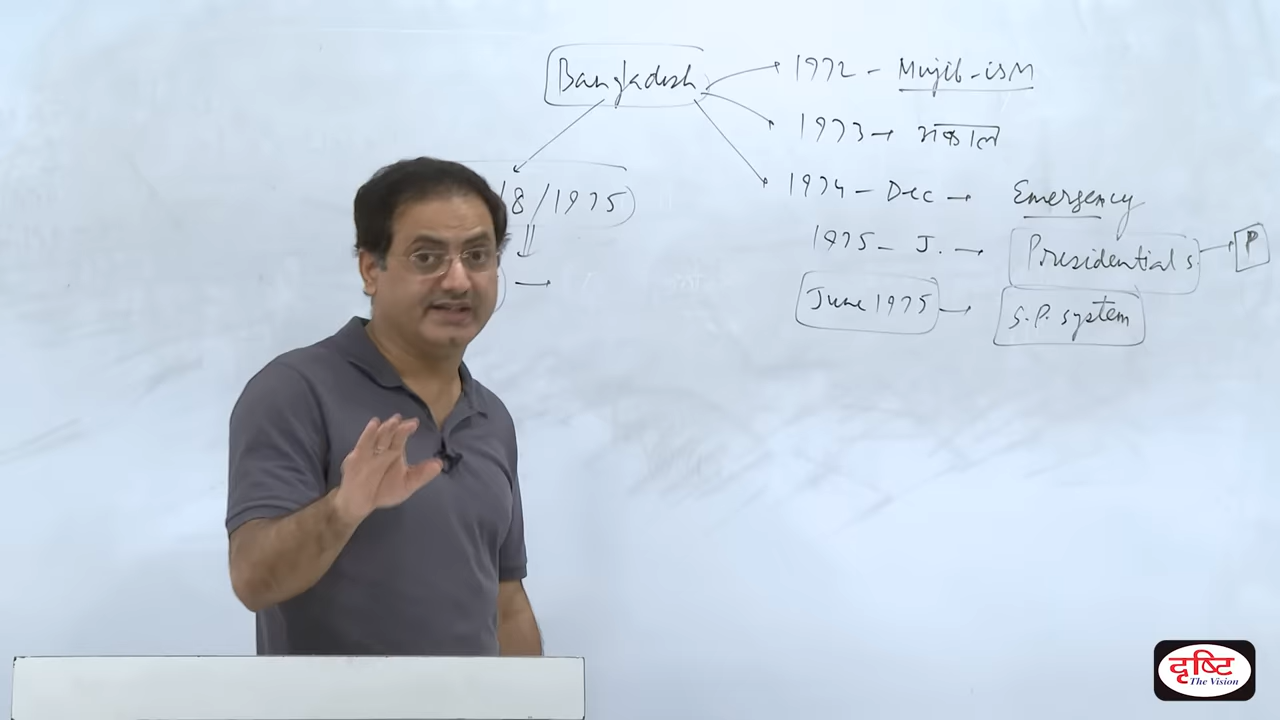 Bangladesh
1972 - Mujib-ism
1973 → अकाल
1974 - Dec → Emergency
8/1975
1975 - J. → Presidential s → P
June 1975 → S.P. system
दृष्टि
The Vision